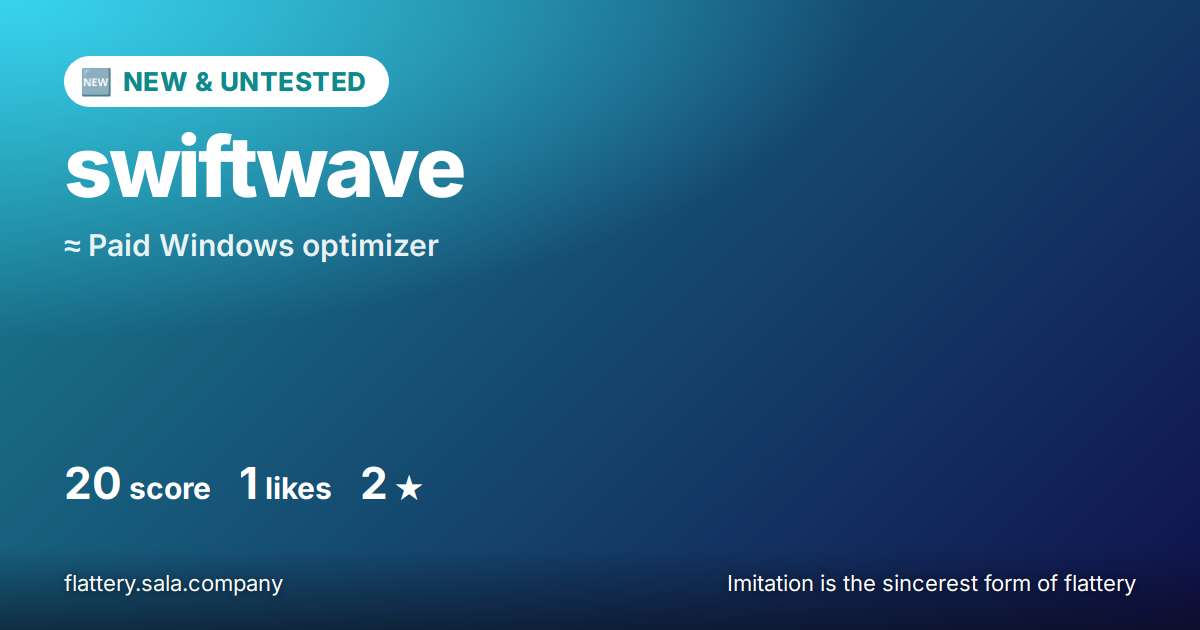 🆕 NEW & UNTESTED
swiftwave
≈ Paid Windows optimizer
20 score 1 likes 2 ★
flattery.sala.company
Imitation is the sincerest form of flattery